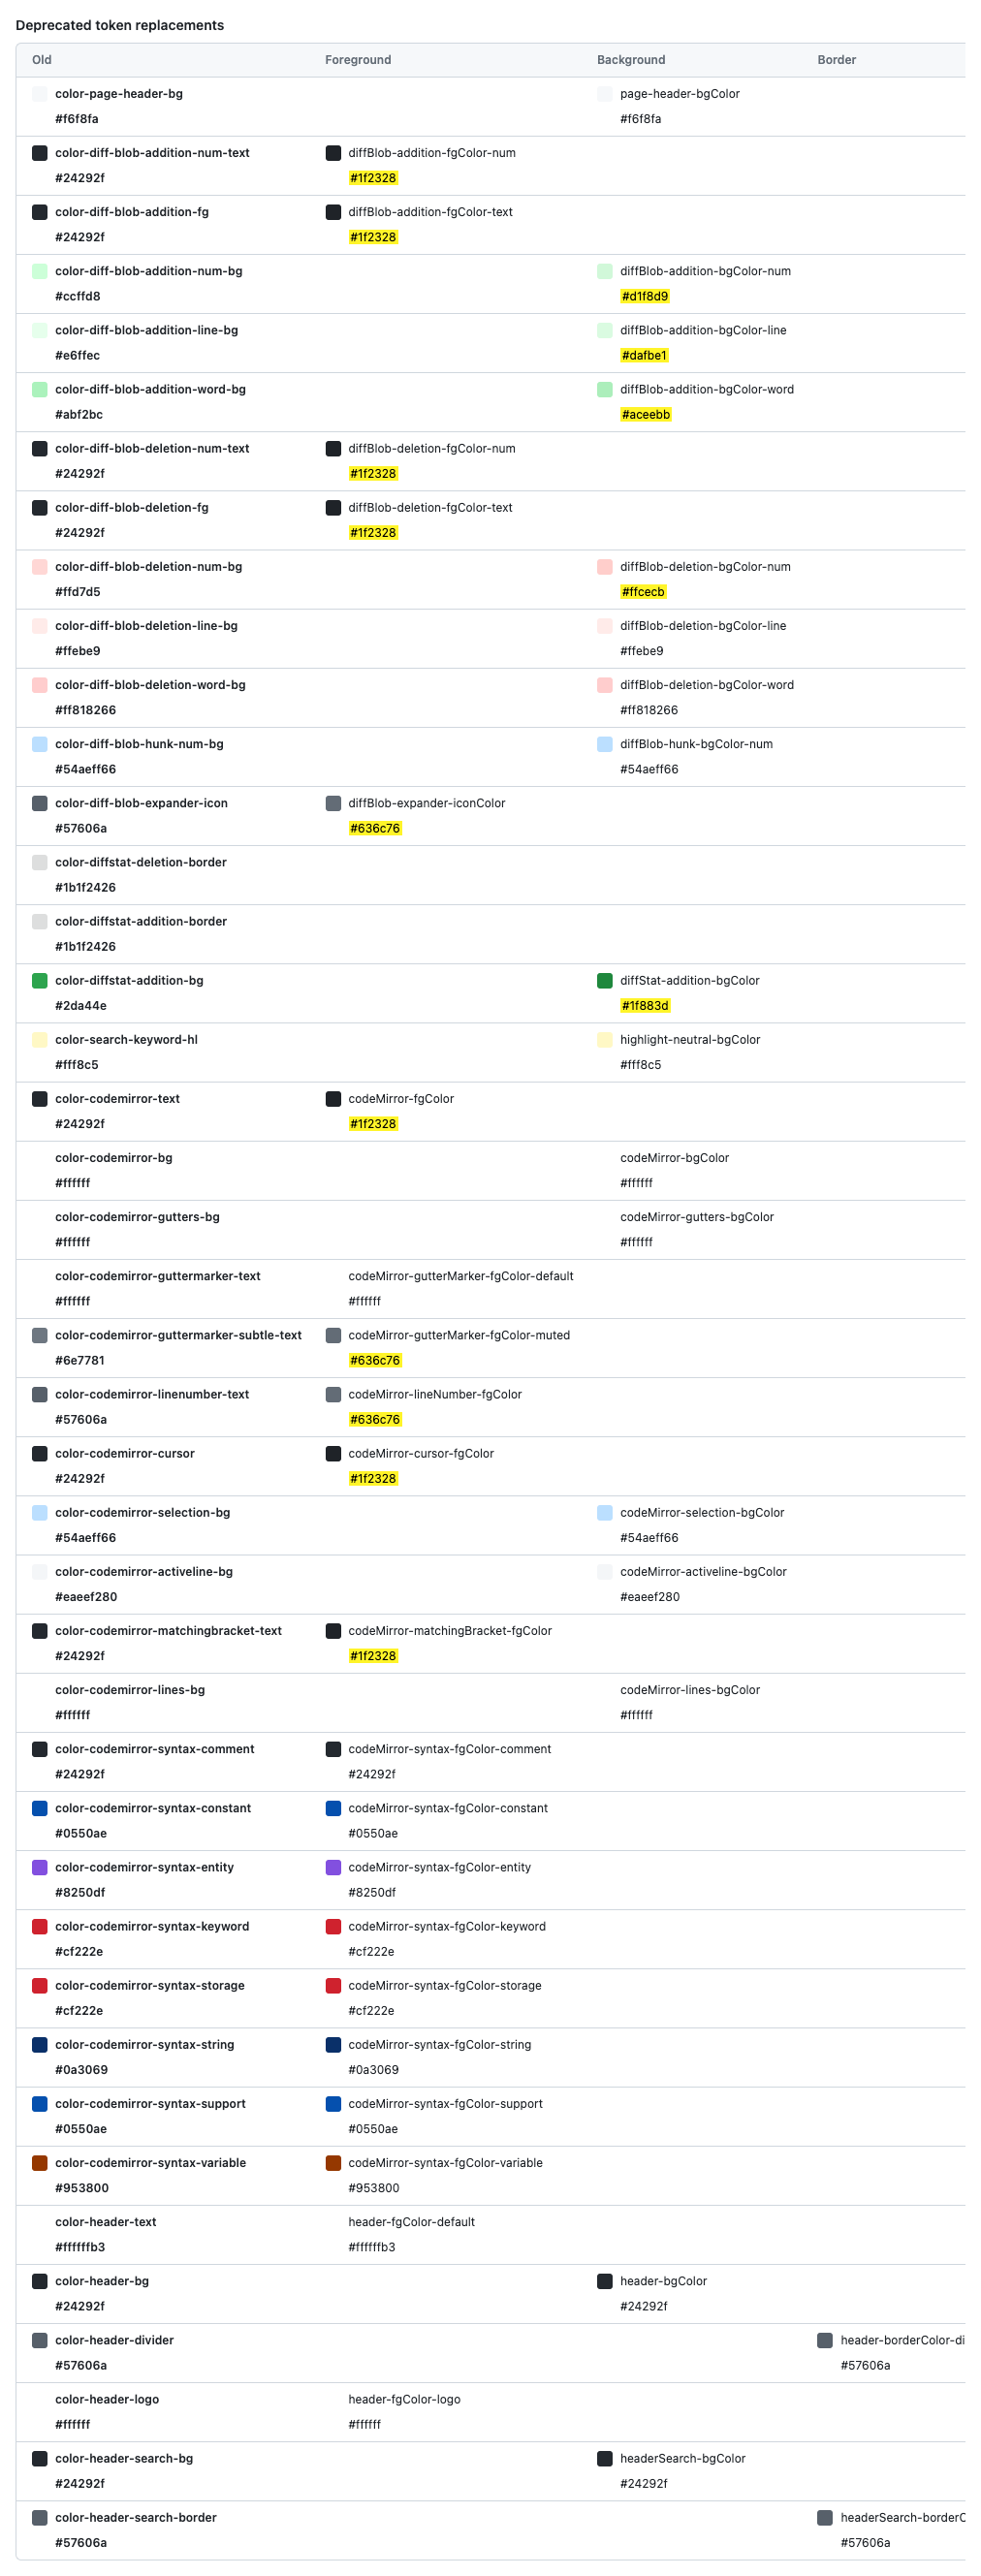 Deprecated token replacements
Old Foreground Background Border
color-page-header-bg page-header-bgColor
#f6f8fa #f6f8fa
color-diff-blob-addition-num-text diffBlob-addition-fgColor-num
#24292f #1f2328
color-diff-blob-addition-fg diffBlob-addition-fgColor-text
#24292f #1f2328
color-diff-blob-addition-num-bg diffBlob-addition-bgColor-num
#ccffd8 #d1f8d9
color-diff-blob-addition-line-bg diffBlob-addition-bgColor-line
#e6ffec #dafbe1
color-diff-blob-addition-word-bg diffBlob-addition-bgColor-word
#abf2bc #aceebb
color-diff-blob-deletion-num-text diffBlob-deletion-fgColor-num
#24292f #1f2328
color-diff-blob-deletion-fg diffBlob-deletion-fgColor-text
#24292f #1f2328
color-diff-blob-deletion-num-bg diffBlob-deletion-bgColor-num
#ffd7d5 #ffcecb
color-diff-blob-deletion-line-bg diffBlob-deletion-bgColor-line
#ffebe9 #ffebe9
color-diff-blob-deletion-word-bg diffBlob-deletion-bgColor-word
#ff818266 #ff818266
color-diff-blob-hunk-num-bg diffBlob-hunk-bgColor-num
#54aeff66 #54aeff66
color-diff-blob-expander-icon diffBlob-expander-iconColor
#57606a #636c76
color-diffstat-deletion-border
#1b1f2426
color-diffstat-addition-border
#1b1f2426
color-diffstat-addition-bg diffStat-addition-bgColor
#2da44e #1f883d
color-search-keyword-hl highlight-neutral-bgColor
#fff8c5 #fff8c5
color-codemirror-text codeMirror-fgColor
#24292f #1f2328
color-codemirror-bg codeMirror-bgColor
#ffffff #ffffff
color-codemirror-gutters-bg codeMirror-gutters-bgColor
#ffffff #ffffff
color-codemirror-guttermarker-text codeMirror-gutterMarker-fgColor-default
#ffffff #ffffff
color-codemirror-guttermarker-subtle-text codeMirror-gutterMarker-fgColor-muted
#6e7781 #636c76
color-codemirror-linenumber-text codeMirror-lineNumber-fgColor
#57606a #636c76
color-codemirror-cursor codeMirror-cursor-fgColor
#24292f #1f2328
color-codemirror-selection-bg codeMirror-selection-bgColor
#54aeff66 #54aeff66
color-codemirror-activeline-bg codeMirror-activeline-bgColor
#eaeef280 #eaeef280
color-codemirror-matchingbracket-text codeMirror-matchingBracket-fgColor
#24292f #1f2328
color-codemirror-lines-bg codeMirror-lines-bgColor
#ffffff #ffffff
color-codemirror-syntax-comment codeMirror-syntax-fgColor-comment
#24292f #24292f
color-codemirror-syntax-constant codeMirror-syntax-fgColor-constant
#0550ae #0550ae
color-codemirror-syntax-entity codeMirror-syntax-fgColor-entity
#8250df #8250df
color-codemirror-syntax-keyword codeMirror-syntax-fgColor-keyword
#cf222e #cf222e
color-codemirror-syntax-storage codeMirror-syntax-fgColor-storage
#cf222e #cf222e
color-codemirror-syntax-string codeMirror-syntax-fgColor-string
#0a3069 #0a3069
color-codemirror-syntax-support codeMirror-syntax-fgColor-support
#0550ae #0550ae
color-codemirror-syntax-variable codeMirror-syntax-fgColor-variable
#953800 #953800
color-header-text header-fgColor-default
#ffffffb3 #ffffffb3
color-header-bg header-bgColor
#24292f #24292f
color-header-divider header-borderColor-di
#57606a #57606a
color-header-logo header-fgColor-logo
#ffffff #ffffff
color-header-search-bg headerSearch-bgColor
#24292f #24292f
color-header-search-border headerSearch-borderC
#57606a #57606a